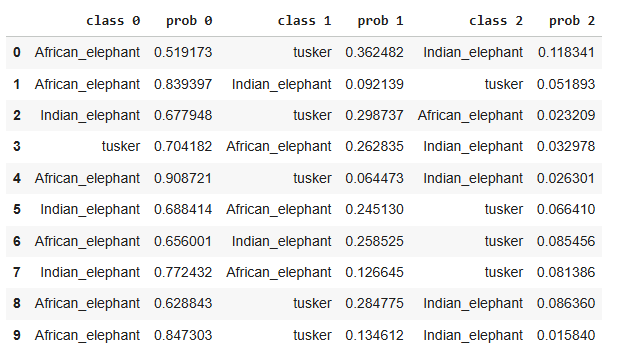 class 0 prob 0 class 1 prob 1 class 2 prob 2
0 African_elephant 0.519173 tusker 0.362482 Indian_elephant 0.118341
1 African_elephant 0.839397 Indian_elephant 0.092139 tusker 0.051893
2 Indian_elephant 0.677948 tusker 0.298737 African_elephant 0.023209
3 tusker 0.704182 African_elephant 0.262835 Indian_elephant 0.032978
4 African_elephant 0.908721 tusker 0.064473 Indian_elephant 0.026301
5 Indian_elephant 0.688414 African_elephant 0.245130 tusker 0.066410
6 African_elephant 0.656001 Indian_elephant 0.258525 tusker 0.085456
7 Indian_elephant 0.772432 African_elephant 0.126645 tusker 0.081386
8 African_elephant 0.628843 tusker 0.284775 Indian_elephant 0.086360
9 African_elephant 0.847303 tusker 0.134612 Indian_elephant 0.015840